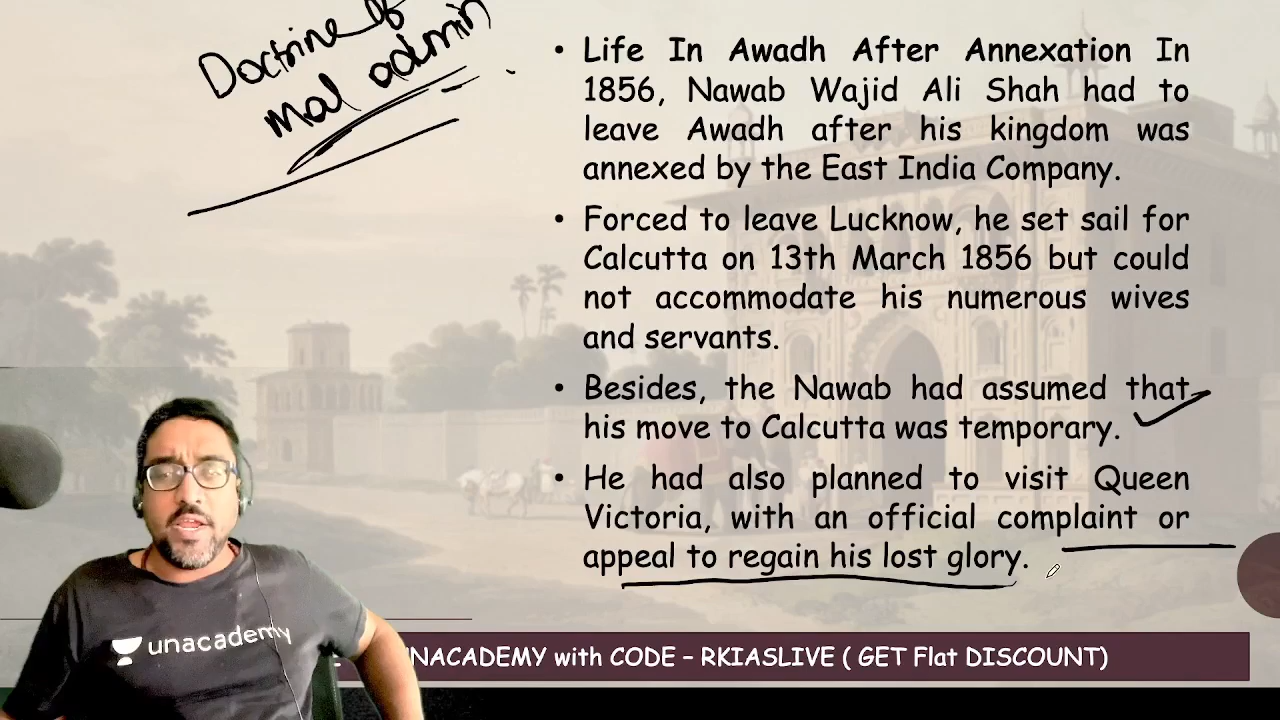 Doctrine of
mal admin
• Life In Awadh After Annexation In
1856, Nawab Wajid Ali Shah had to
leave Awadh after his kingdom was
annexed by the East India Company.
• Forced to leave Lucknow, he set sail for
Calcutta on 13th March 1856 but could
not accommodate his numerous wives
and servants.
• Besides, the Nawab had assumed that
his move to Calcutta was temporary.
• He had also planned to visit Queen
Victoria, with an official complaint or
appeal to regain his lost glory.
unacademy
NACADEMY with CODE – RKIASLIVE ( GET Flat DISCOUNT)